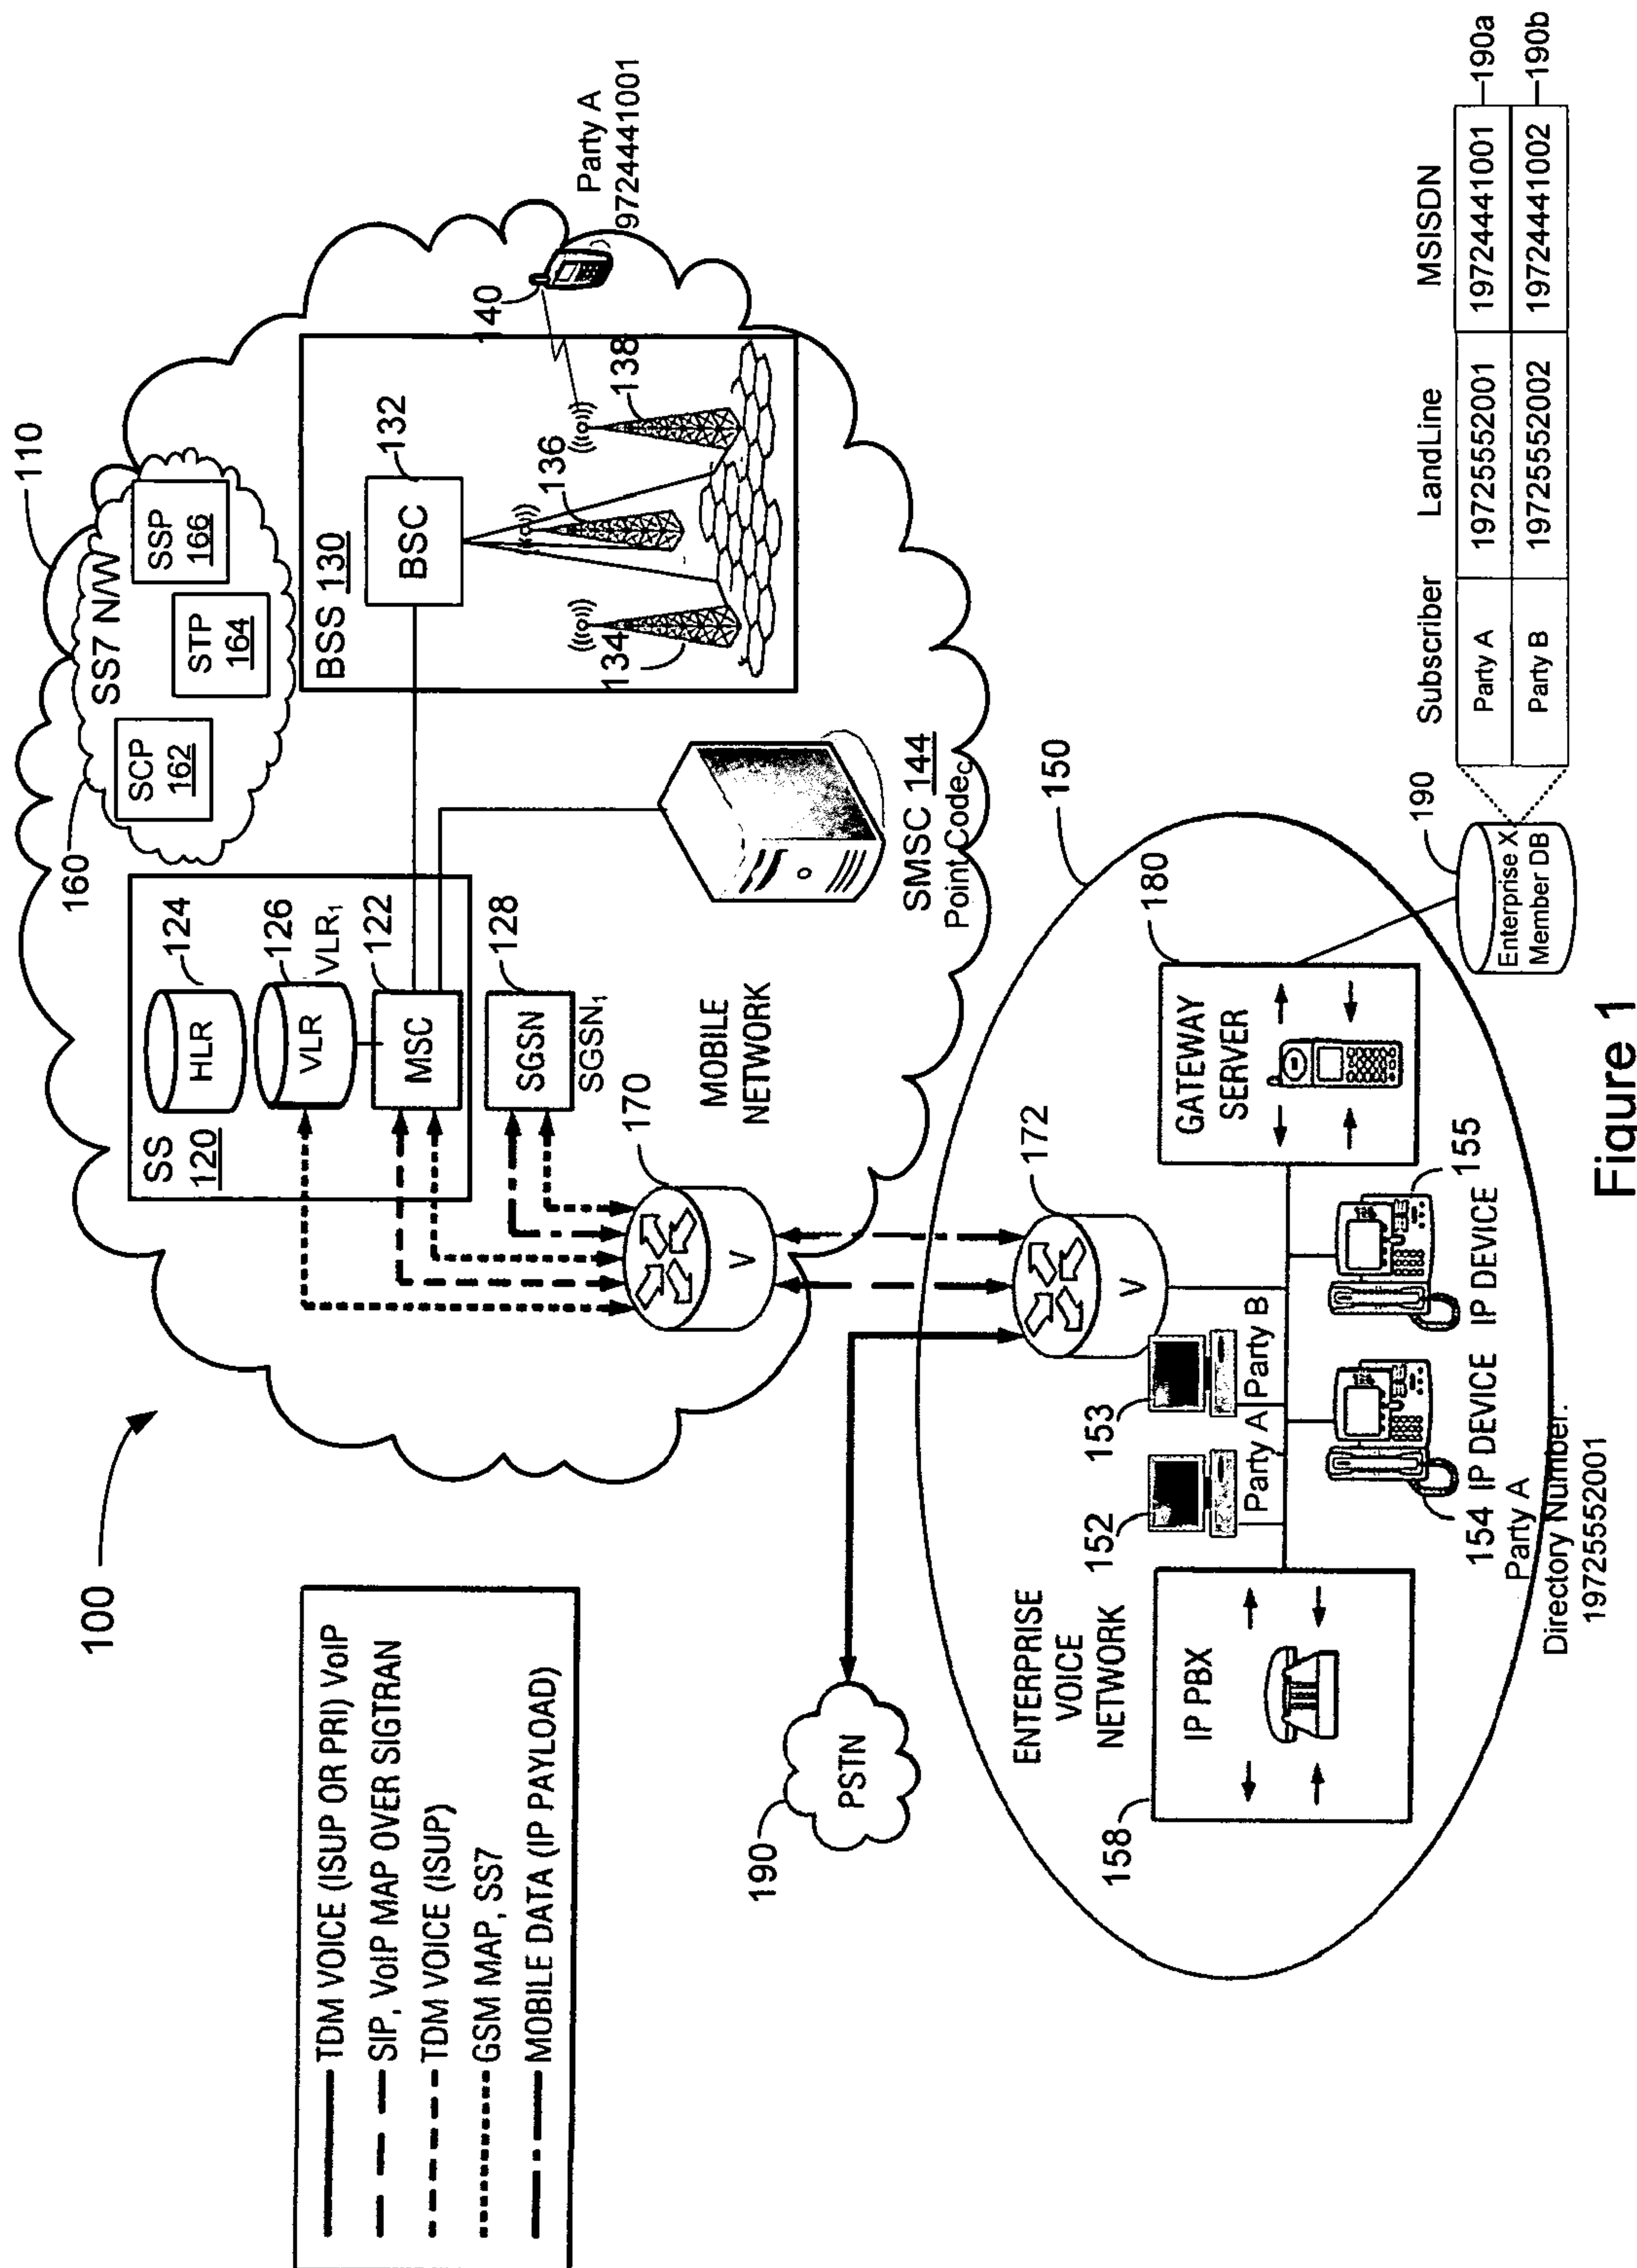 100
TDM VOICE (ISUP OR PRI) VoIP
SIP, VoIP MAP OVER SIGTRAN
TDM VOICE (ISUP)
GSM MAP, SS7
MOBILE DATA (IP PAYLOAD)
110
160
SS7 N/W
SCP
162
STP
164
SSP
166
SS
120
HLR
124
VLR
126
VLR1
MSC
122
SGSN
128
SGSN1
170
V
MOBILE
NETWORK
BSS 130
BSC
132
134
136
138
140
Party A
19724441001
SMSC 144
Point Codec
190
PSTN
150
172
V
ENTERPRISE
VOICE
NETWORK
152
153
Party A
Party B
158
IP PBX
180
GATEWAY
SERVER
154 IP DEVICE
Party A
Directory Number:
19725552001
IP DEVICE 155
190
Enterprise X
Member DB
Subscriber LandLine MSISDN
Party A 19725552001 19724441001 190a
Party B 19725552002 19724441002 190b
Figure 1